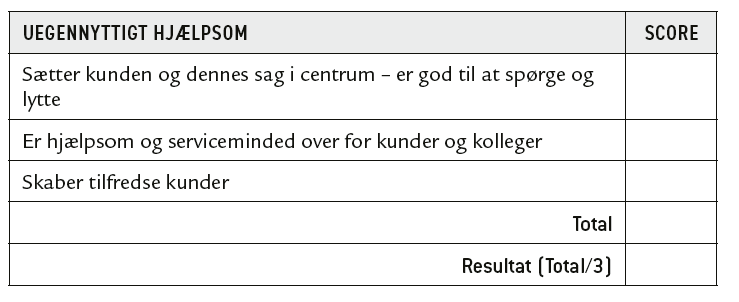 UEGENNYTTIGT HJÆLPSOM SCORE
Sætter kunden og dennes sag i centrum – er god til at spørge og
lytte
Er hjælpsom og serviceminded over for kunder og kolleger
Skaber tilfredse kunder
Total
Resultat (Total/3)